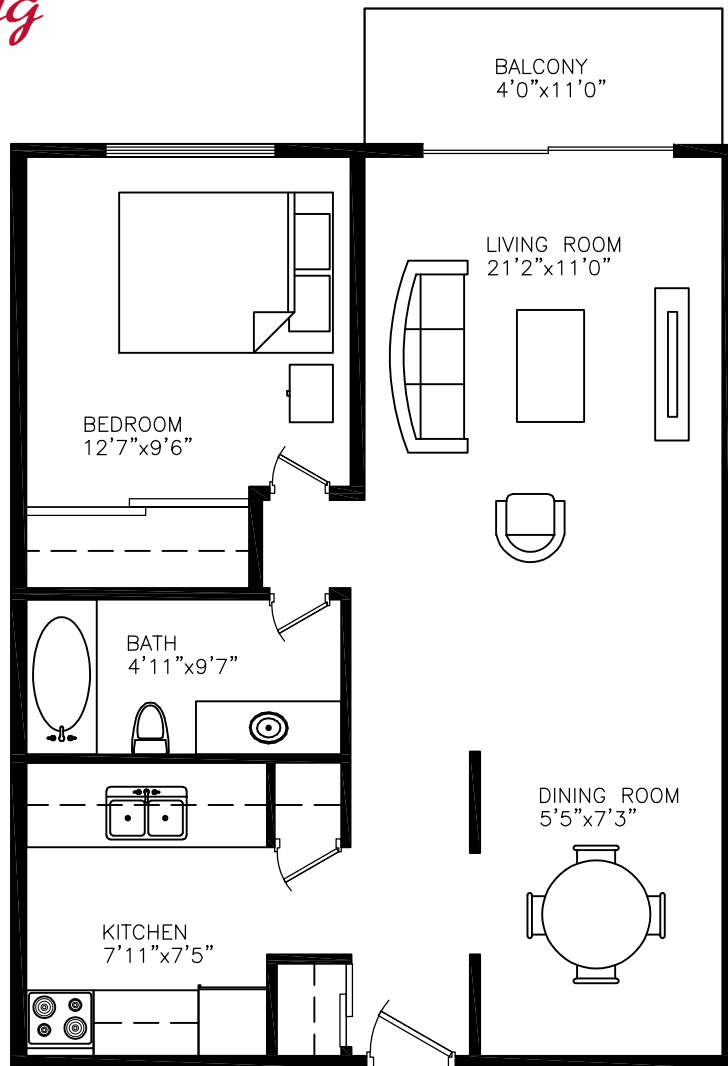 BALCONY
4'0"x11'0"
LIVING ROOM
21'2"x11'0"
BEDROOM
12'7"x9'6"
BATH
4'11"x9'7"
DINING ROOM
5'5"x7'3"
KITCHEN
7'11"x7'5"